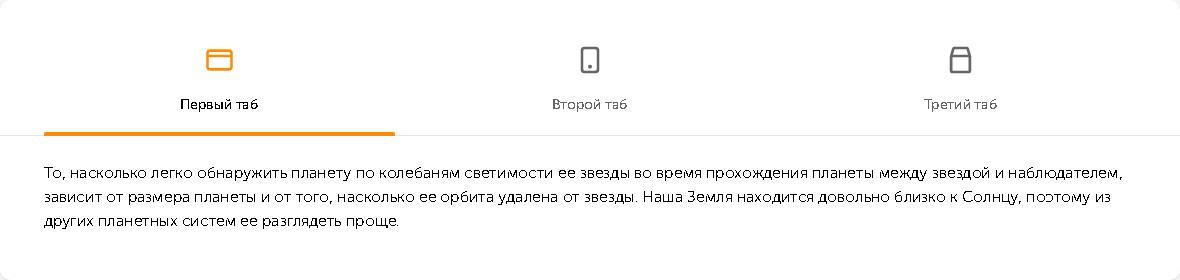 Первый таб
Второй таб
Третий таб
То, насколько легко обнаружить планету по колебаням светимости ее звезды во время прохождения планеты между звездой и наблюдателем,
зависит от размера планеты и от того, насколько ее орбита удалена от звезды. Наша Земля находится довольно близко к Солнцу, поэтому из
других планетных систем ее разглядеть проще.